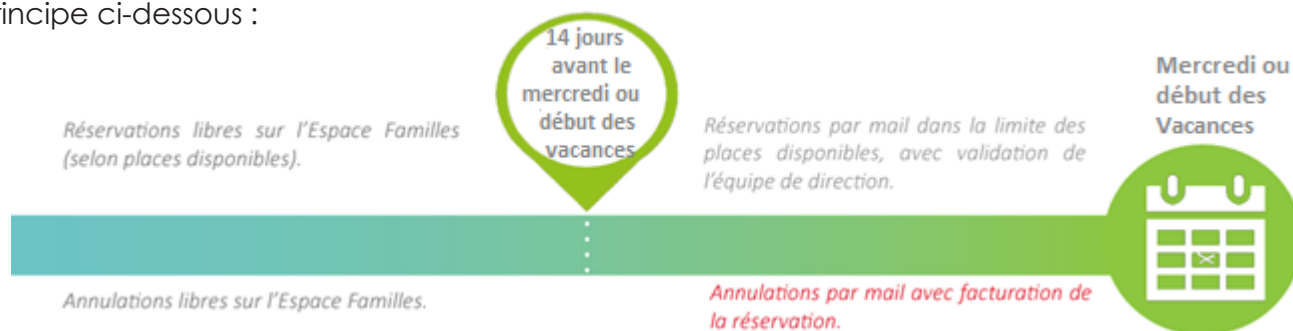 rincipe ci-dessous :
14 jours
avant le
mercredi ou
début des
vacances
Mercredi ou
début des
Vacances
Réservations libres sur l'Espace Familles
(selon places disponibles).
Réservations par mail dans la limite des
places disponibles, avec validation de
l'équipe de direction.
Annulations libres sur l'Espace Familles.
Annulations par mail avec facturation de
la réservation.